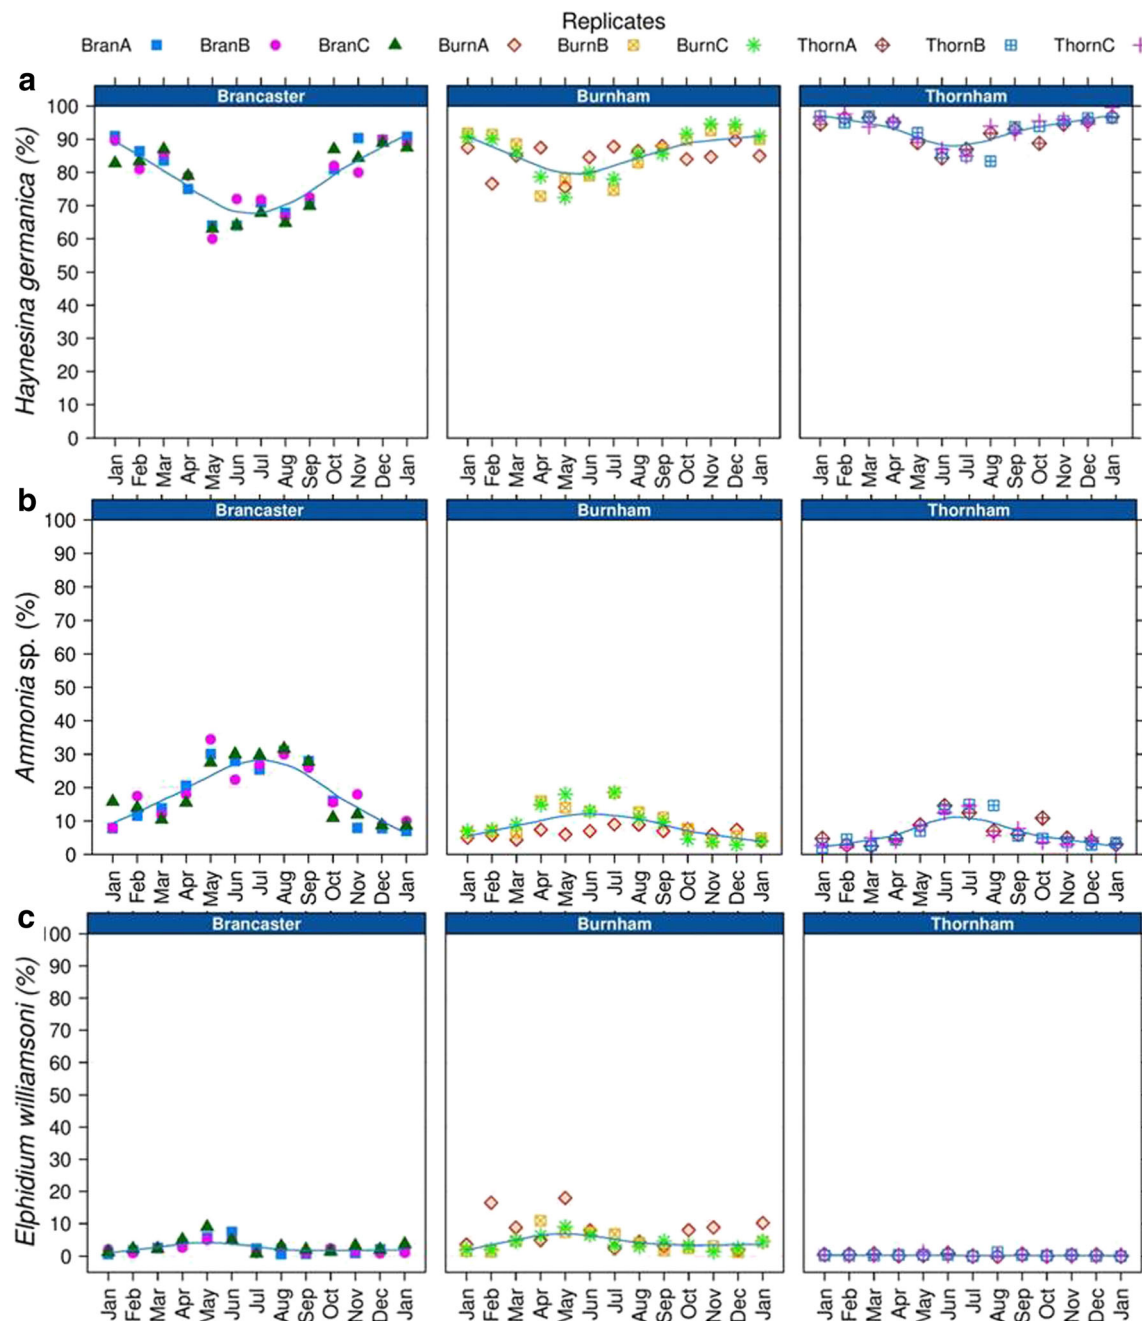 Replicates
BranA BranB BranC BurnA BurnB BurnC ThornA ThornB ThornC
a
Brancaster Burnham Thornham
Haynesina germanica (%)
100
90
80
70
60
50
40
30
20
10
0
Jan Feb Mar Apr May Jun Jul Aug Sep Oct Nov Dec Jan Jan Feb Mar Apr May Jun Jul Aug Sep Oct Nov Dec Jan Jan Feb Mar Apr May Jun Jul Aug Sep Oct Nov Dec Jan
b
Brancaster Burnham Thornham
Ammonia sp. (%)
100
90
80
70
60
50
40
30
20
10
0
Jan Feb Mar Apr May Jun Jul Aug Sep Oct Nov Dec Jan Jan Feb Mar Apr May Jun Jul Aug Sep Oct Nov Dec Jan Jan Feb Mar Apr May Jun Jul Aug Sep Oct Nov Dec Jan
c
Brancaster Burnham Thornham
Elphidium williamsoni (%)
100
90
80
70
60
50
40
30
20
10
0
Jan Feb Mar Apr May Jun Jul Aug Sep Oct Nov Dec Jan Jan Feb Mar Apr May Jun Jul Aug Sep Oct Nov Dec Jan Jan Feb Mar Apr May Jun Jul Aug Sep Oct Nov Dec Jan